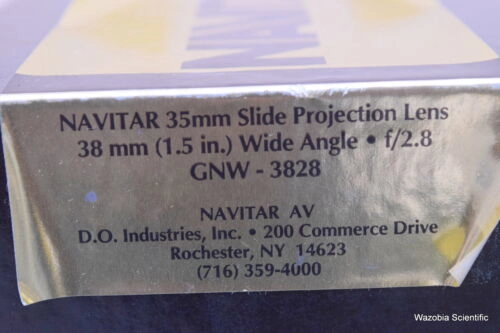 NAVITAR 35mm Slide Projection Lens
38 mm (1.5 in.) Wide Angle • f/2.8
GNW - 3828
NAVITAR AV
D.O. Industries, Inc. • 200 Commerce Drive
Rochester, NY 14623
(716) 359-4000
Wazobia Scientific